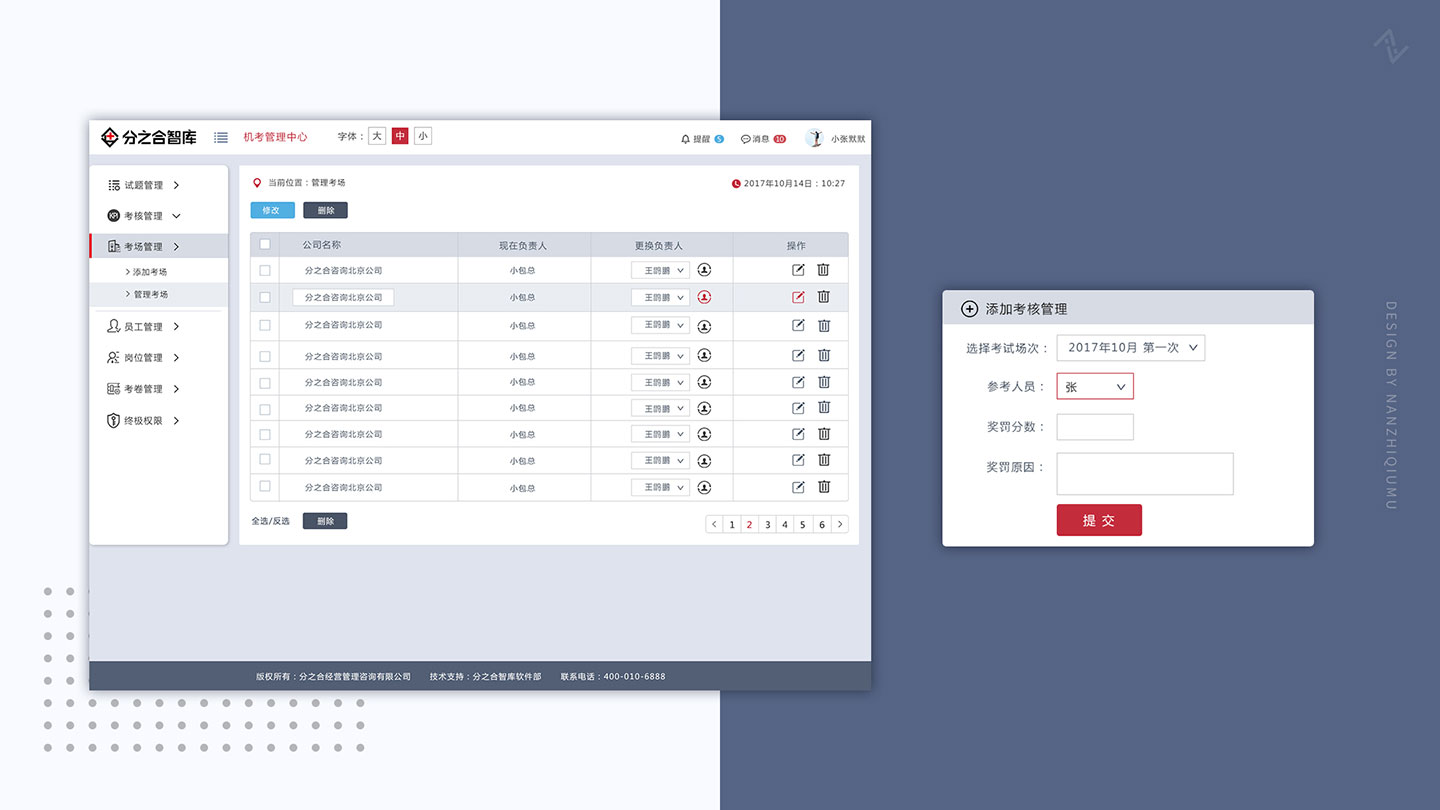 分之合智库
机考管理中心
字体：大 中 小
提醒 5
消息 10
小张默默
试题管理
考核管理
考场管理
添加考场
管理考场
员工管理
岗位管理
考卷管理
终极权限
当前位置：管理考场
2017年10月14日：10:27
修改 删除
公司名称 现在负责人 更换负责人 操作
分之合咨询北京公司 小包总 王鹍鹏
分之合咨询北京公司 小包总 王鹍鹏
分之合咨询北京公司 小包总 王鹍鹏
分之合咨询北京公司 小包总 王鹍鹏
分之合咨询北京公司 小包总 王鹍鹏
分之合咨询北京公司 小包总 王鹍鹏
分之合咨询北京公司 小包总 王鹍鹏
分之合咨询北京公司 小包总 王鹍鹏
分之合咨询北京公司 小包总 王鹍鹏
全选/反选 删除
1 2 3 4 5 6
版权所有：分之合经营管理咨询有限公司 技术支持：分之合智库软件部 联系电话：400-010-6888
添加考核管理
选择考试场次： 2017年10月 第一次
参考人员： 张
奖罚分数：
奖罚原因：
提 交
DESIGN BY NANZHIQIUMU